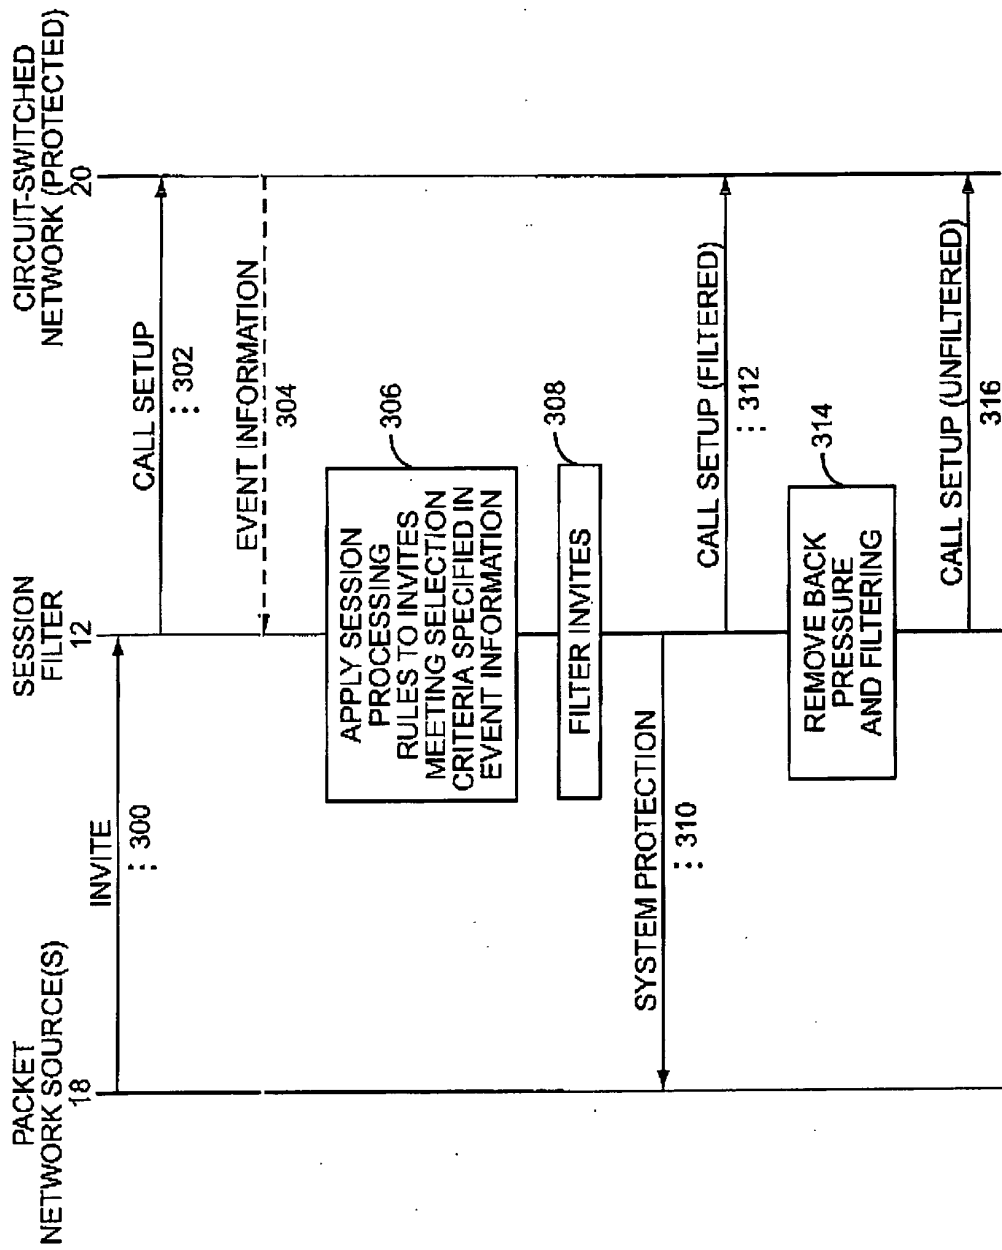 PACKET
NETWORK SOURCE(S)
18
SESSION
FILTER
12
CIRCUIT-SWITCHED
NETWORK (PROTECTED)
20
INVITE
⋮ 300
CALL SETUP
⋮ 302
EVENT INFORMATION
304
APPLY SESSION
PROCESSING
RULES TO INVITES
MEETING SELECTION
CRITERIA SPECIFIED IN
EVENT INFORMATION
306
FILTER INVITES
308
SYSTEM PROTECTION
⋮ 310
CALL SETUP (FILTERED)
⋮ 312
REMOVE BACK
PRESSURE
AND FILTERING
314
CALL SETUP (UNFILTERED)
316